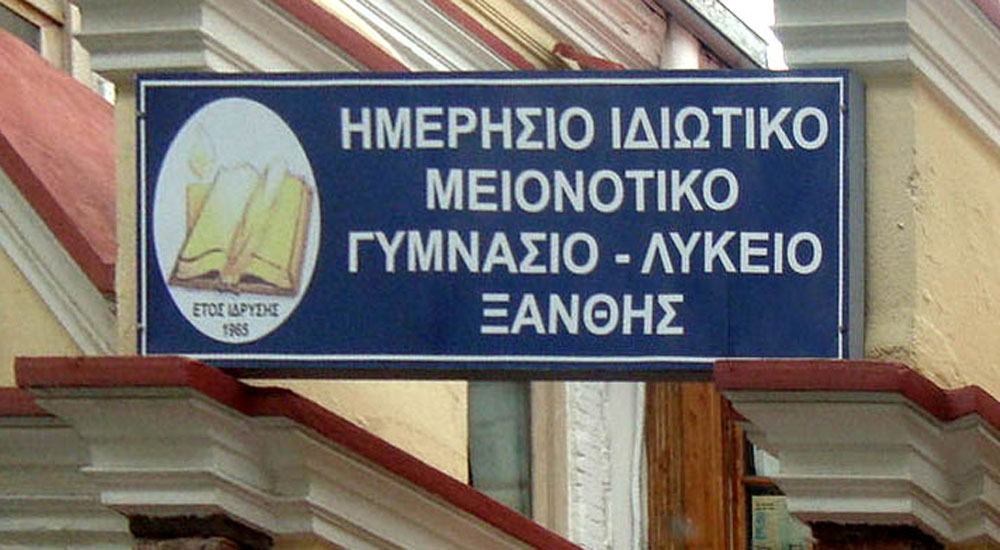 ΗΜΕΡΗΣΙΟ ΙΔΙΩΤΙΚΟ
ΜΕΙΟΝΟΤΙΚΟ
ΓΥΜΝΑΣΙΟ - ΛΥΚΕΙΟ
ΞΑΝΘΗΣ
ΕΤΟΣ ΙΔΡΥΣΗΣ
1965